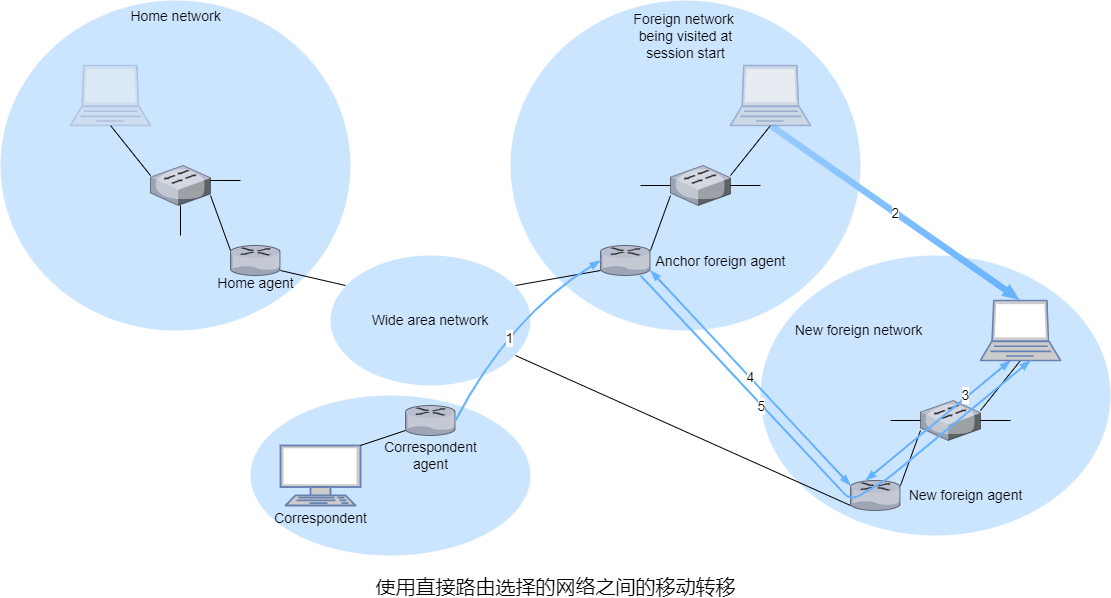 Home network
Foreign network
being visited at
session start
2
Home agent
Anchor foreign agent
Wide area network
1
New foreign network
4
5
3
Correspondent
agent
New foreign agent
Correspondent
使用直接路由选择的网络之间的移动转移